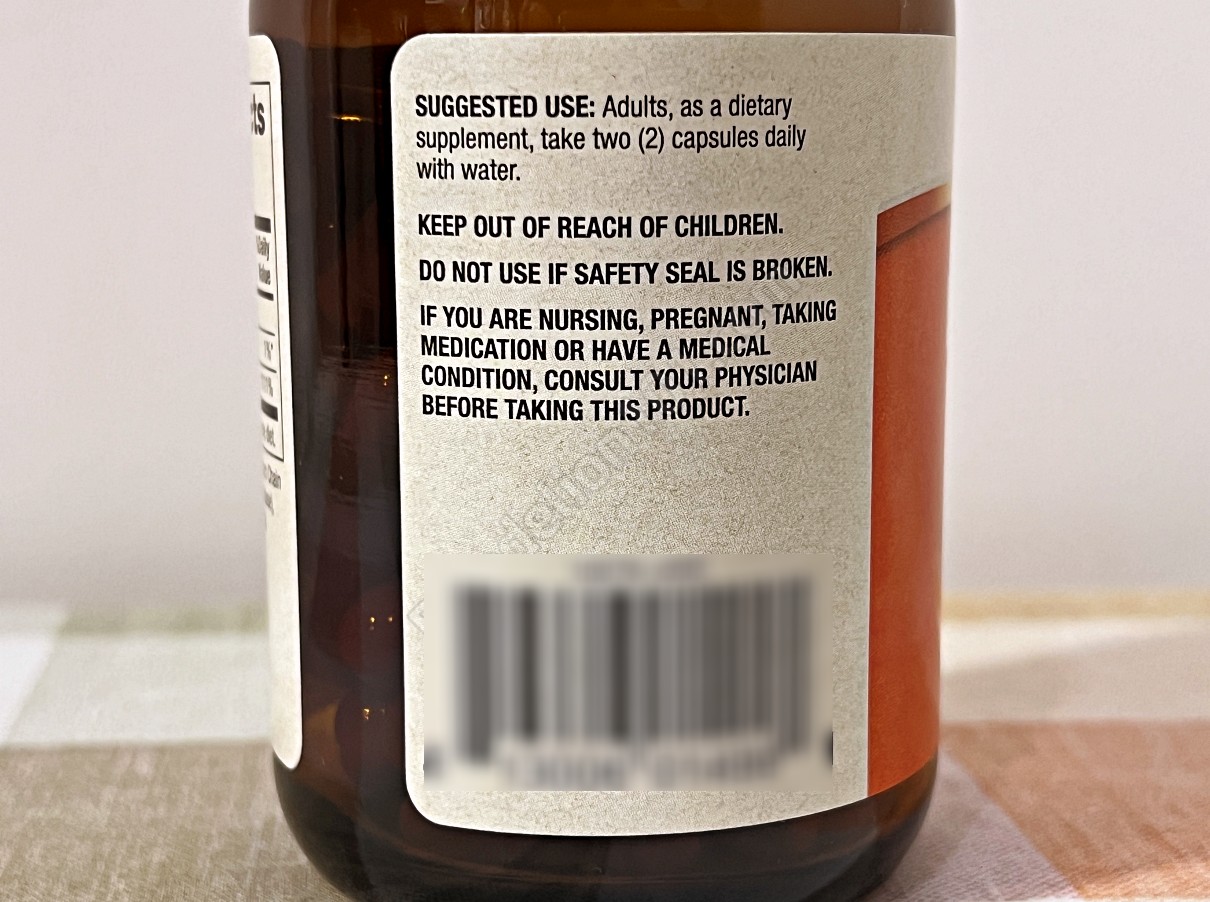 cts
SUGGESTED USE: Adults, as a dietary
supplement, take two (2) capsules daily
with water.
KEEP OUT OF REACH OF CHILDREN.
DO NOT USE IF SAFETY SEAL IS BROKEN.
IF YOU ARE NURSING, PREGNANT, TAKING
MEDICATION OR HAVE A MEDICAL
CONDITION, CONSULT YOUR PHYSICIAN
BEFORE TAKING THIS PRODUCT.